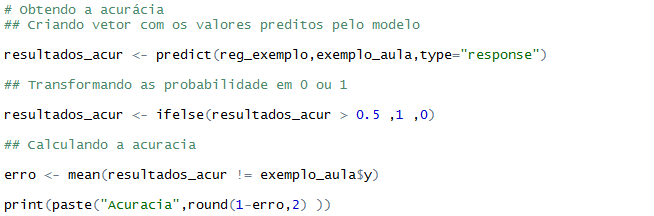 # Obtendo a acurácia
## Criando vetor com os valores preditos pelo modelo
resultados_acur <- predict(reg_exemplo,exemplo_aula,type="response")
## Transformando as probabilidade em 0 ou 1
resultados_acur <- ifelse(resultados_acur > 0.5 ,1 ,0)
## Calculando a acuracia
erro <- mean(resultados_acur != exemplo_aula$y)
print(paste("Acuracia",round(1-erro,2) ))